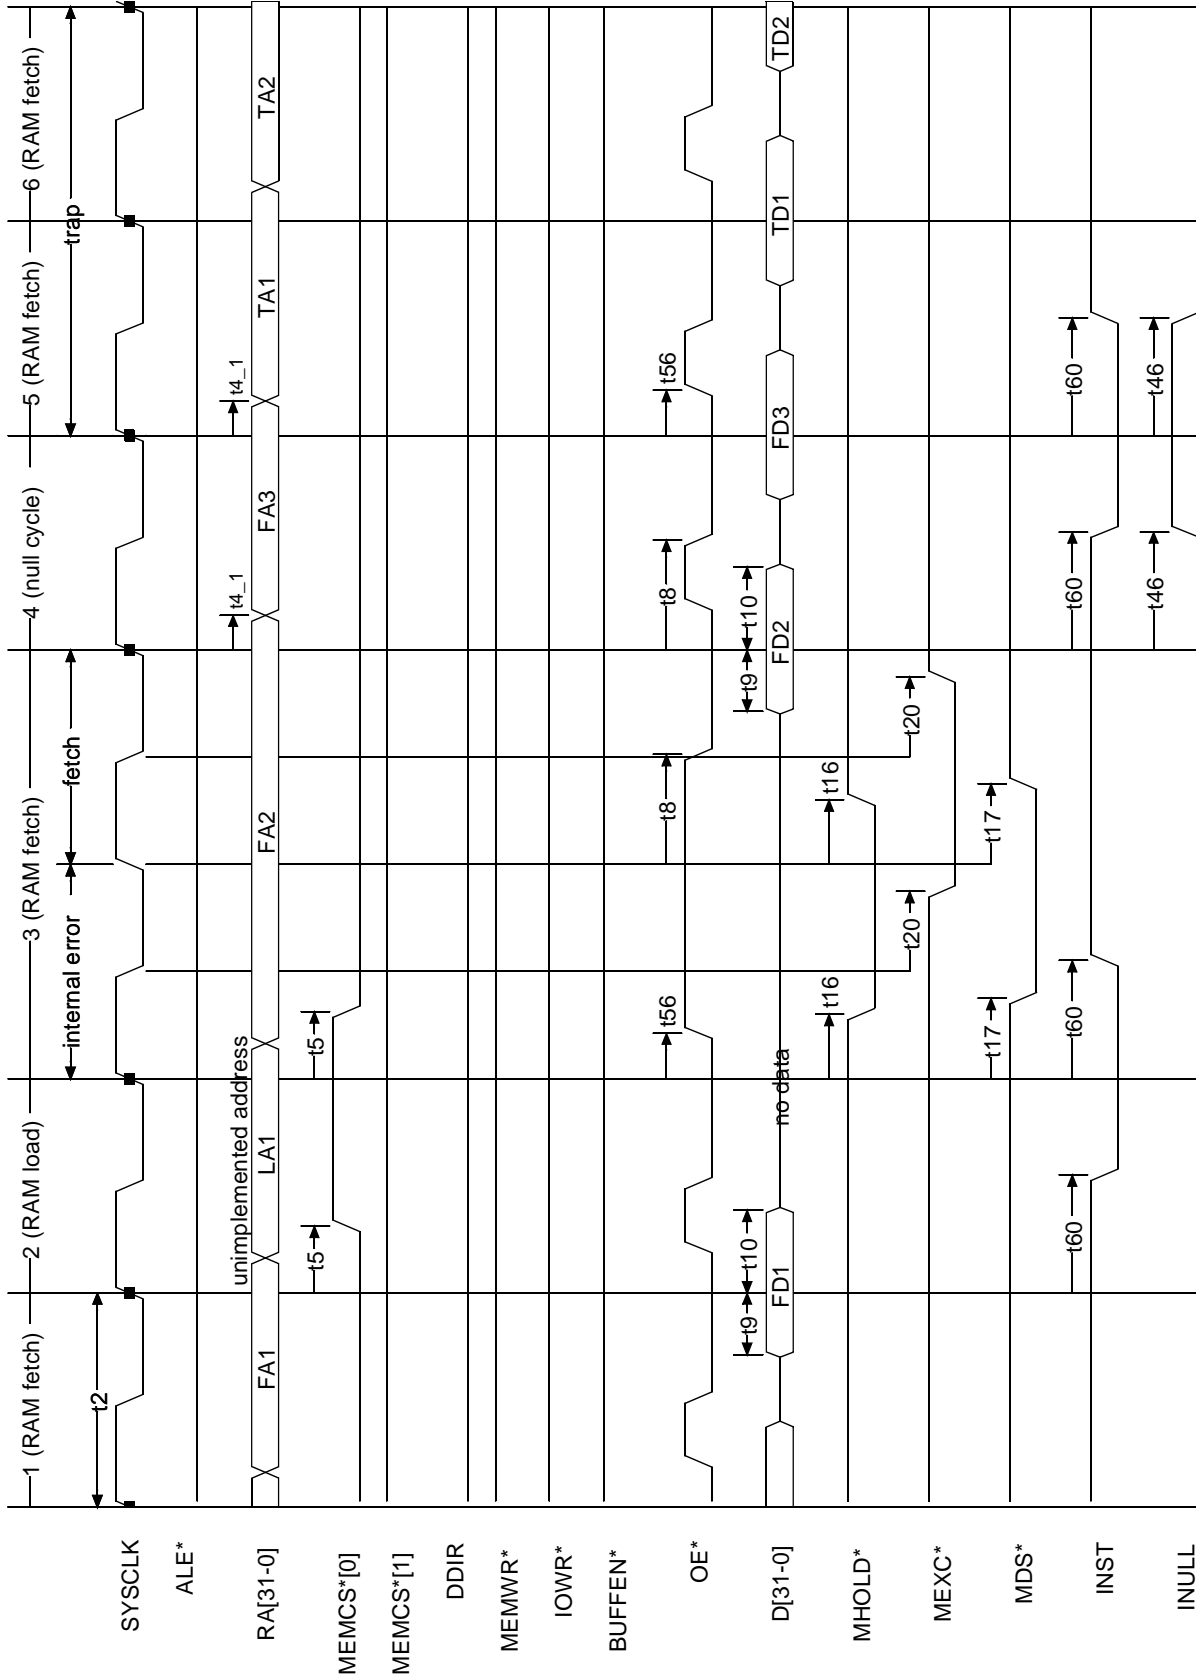 1 (RAM fetch)
2 (RAM load)
3 (RAM fetch)
4 (null cycle)
5 (RAM fetch)
6 (RAM fetch)
t2
internal error
fetch
trap
SYSCLK
ALE*
unimplemented address
t4_1
t4_1
RA[31-0]
FA1
LA1
FA2
FA3
TA1
TA2
t5
t5
MEMCS*[0]
MEMCS*[1]
DDIR
MEMWR*
IOWR*
BUFFEN*
t56
t8
t8
t56
OE*
t9
t10
t9
t10
D[31-0]
FD1
no data
FD2
FD3
TD1
TD2
t16
t16
MHOLD*
t20
t20
MEXC*
t17
t17
MDS*
t60
t60
t60
t60
INST
t46
t46
INULL